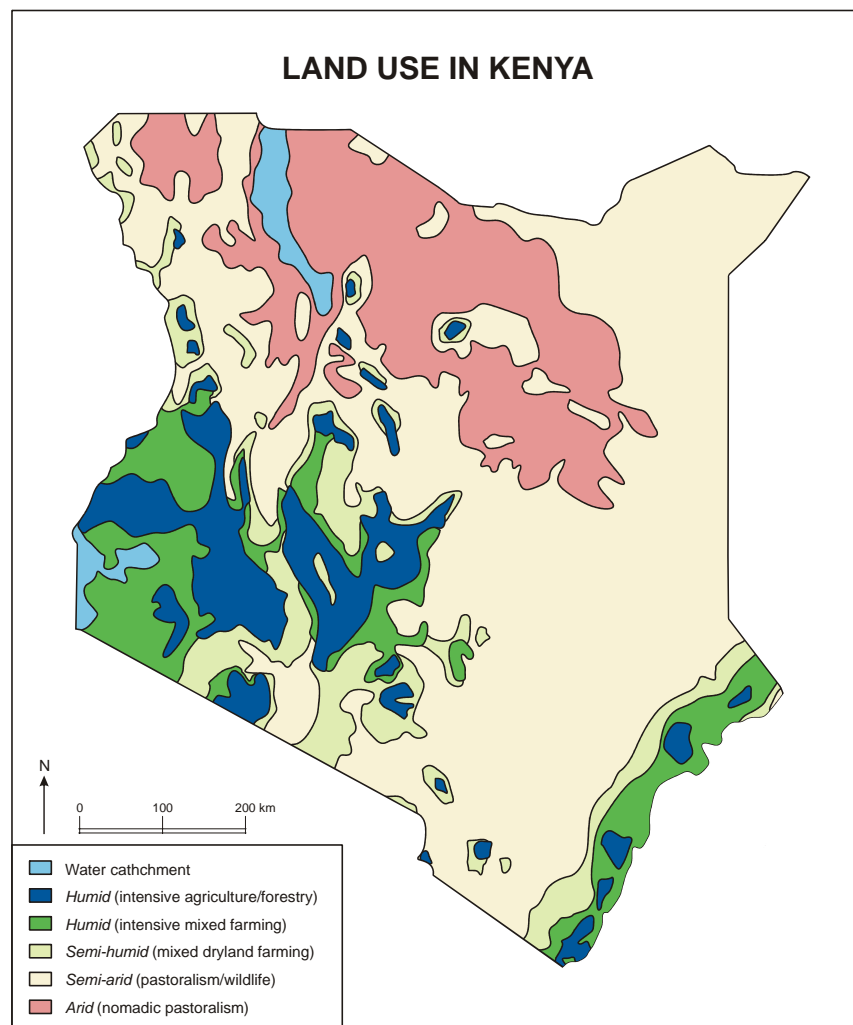 LAND USE IN KENYA
N
0 100 200 km
Water cathchment
Humid (intensive agriculture/forestry)
Humid (intensive mixed farming)
Semi-humid (mixed dryland farming)
Semi-arid (pastoralism/wildlife)
Arid (nomadic pastoralism)